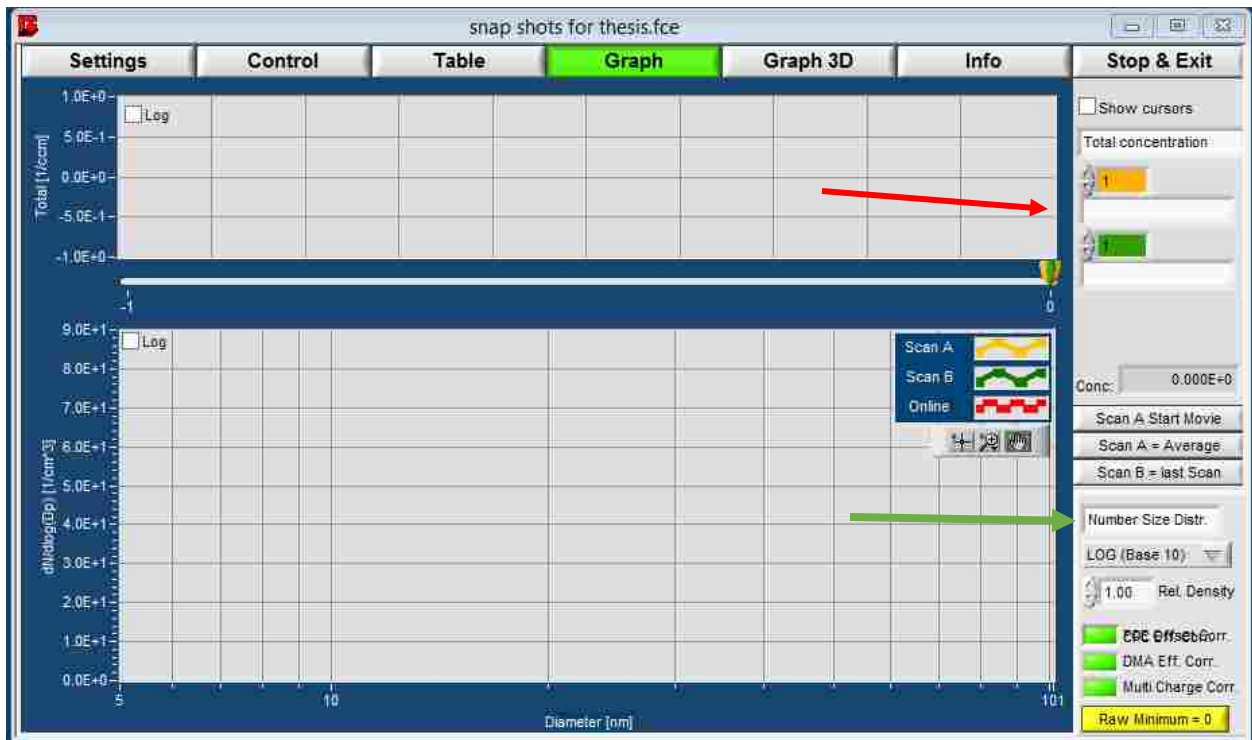 snap shots for thesis.fce
Settings Control Table Graph Graph 3D Info Stop & Exit
1.0E+0
5.0E-1
0.0E+0
-5.0E-1
-1.0E+0
Total [1/ccm]
Log
-1 0
9.0E+1
8.0E+1
7.0E+1
6.0E+1
5.0E+1
4.0E+1
3.0E+1
2.0E+1
1.0E+1
0.0E+0
dN/dlog(Dp) [1/cm^3]
Log
Scan A
Scan B
Online
5 10 101
Diameter [nm]
Show cursors
Total concentration
1
1
Conc: 0.000E+0
Scan A Start Movie
Scan A = Average
Scan B = last Scan
Number Size Distr.
LOG (Base 10)
1.00 Rel. Density
Corr.
DMA Eff. Corr.
Multi Charge Corr.
Raw Minimum = 0